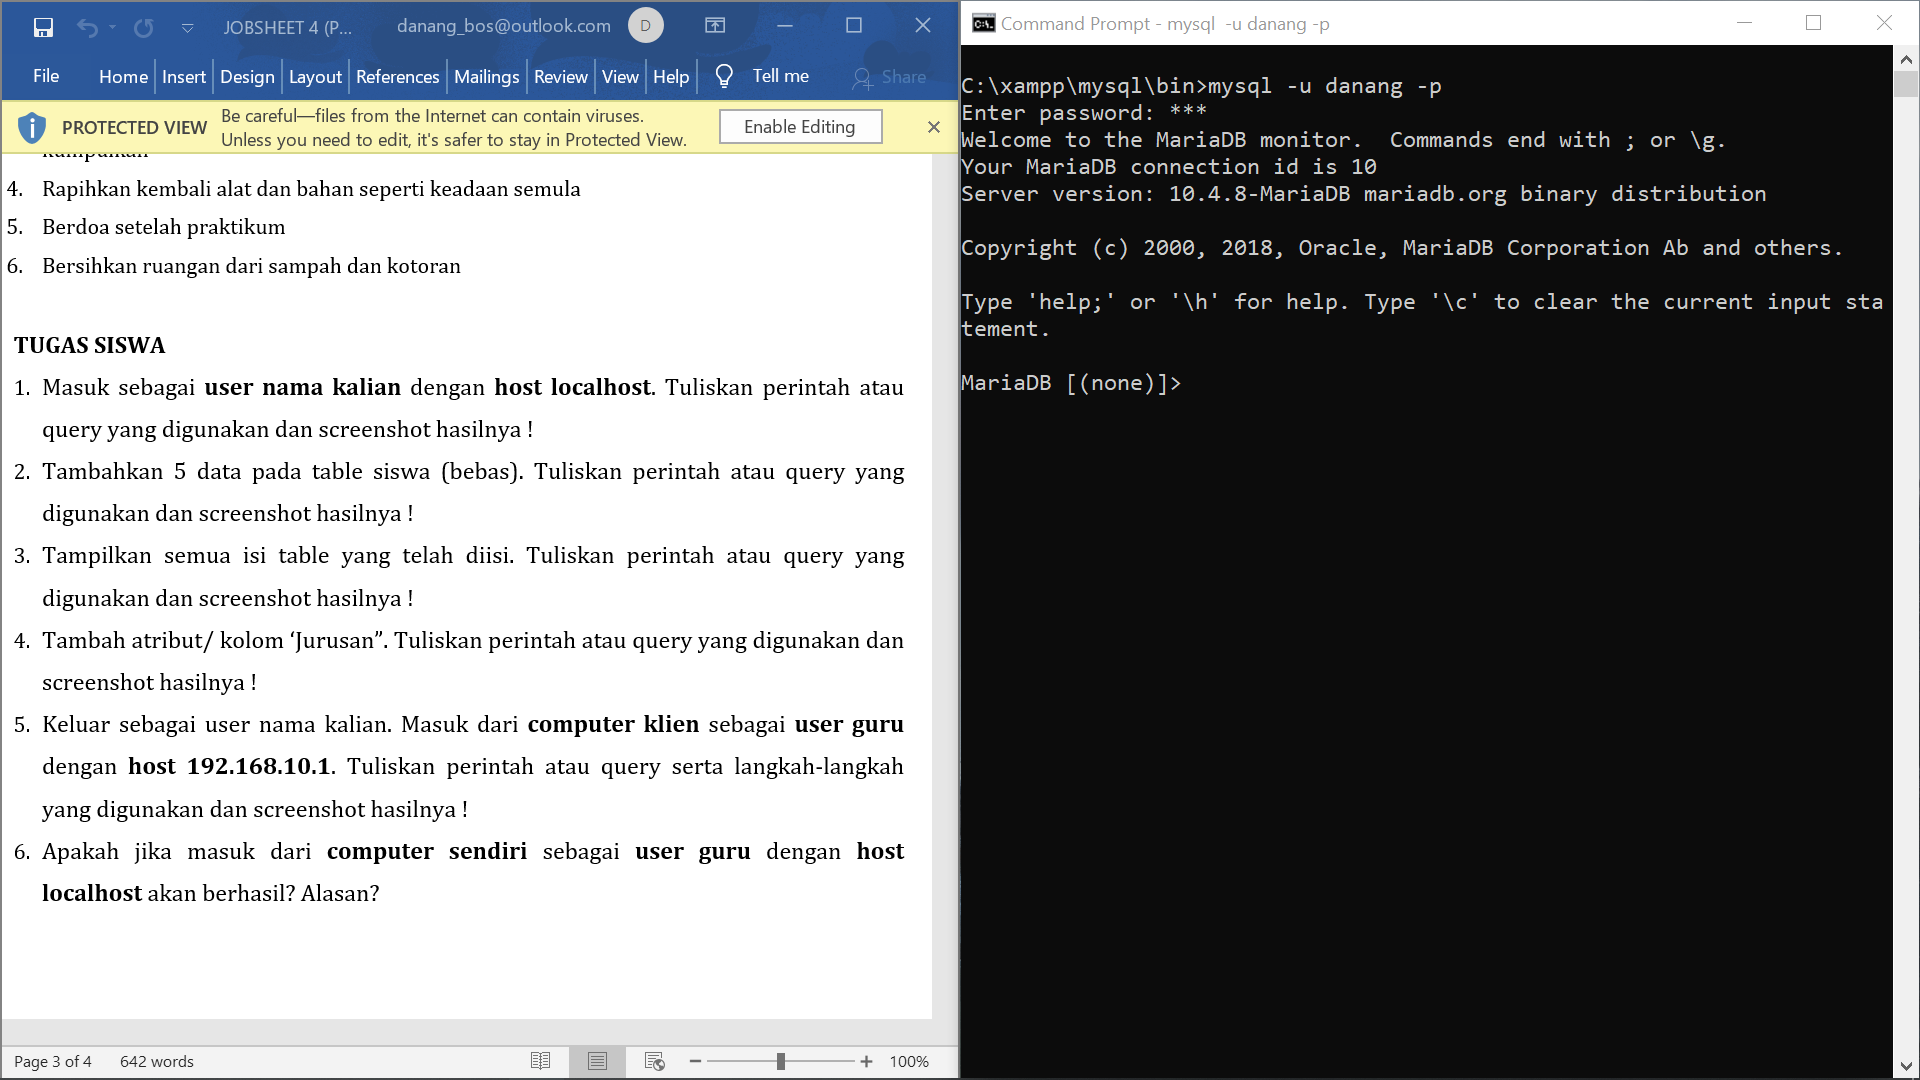 JOBSHEET 4 (P...
danang_bos@outlook.com
D
File
Home
Insert
Design
Layout
References
Mailings
Review
View
Help
Tell me
Share
PROTECTED VIEW
Be careful—files from the Internet can contain viruses.
Unless you need to edit, it's safer to stay in Protected View.
Enable Editing
4. Rapihkan kembali alat dan bahan seperti keadaan semula
5. Berdoa setelah praktikum
6. Bersihkan ruangan dari sampah dan kotoran
TUGAS SISWA
1. Masuk sebagai user nama kalian dengan host localhost. Tuliskan perintah atau
query yang digunakan dan screenshot hasilnya !
2. Tambahkan 5 data pada table siswa (bebas). Tuliskan perintah atau query yang
digunakan dan screenshot hasilnya !
3. Tampilkan semua isi table yang telah diisi. Tuliskan perintah atau query yang
digunakan dan screenshot hasilnya !
4. Tambah atribut/ kolom ‘Jurusan”. Tuliskan perintah atau query yang digunakan dan
screenshot hasilnya !
5. Keluar sebagai user nama kalian. Masuk dari computer klien sebagai user guru
dengan host 192.168.10.1. Tuliskan perintah atau query serta langkah-langkah
yang digunakan dan screenshot hasilnya !
6. Apakah jika masuk dari computer sendiri sebagai user guru dengan host
localhost akan berhasil? Alasan?
Page 3 of 4
642 words
100%
Command Prompt - mysql  -u danang -p
C:\xampp\mysql\bin>mysql -u danang -p
Enter password: ***
Welcome to the MariaDB monitor.  Commands end with ; or \g.
Your MariaDB connection id is 10
Server version: 10.4.8-MariaDB mariadb.org binary distribution
Copyright (c) 2000, 2018, Oracle, MariaDB Corporation Ab and others.
Type 'help;' or '\h' for help. Type '\c' to clear the current input sta
tement.
MariaDB [(none)]>